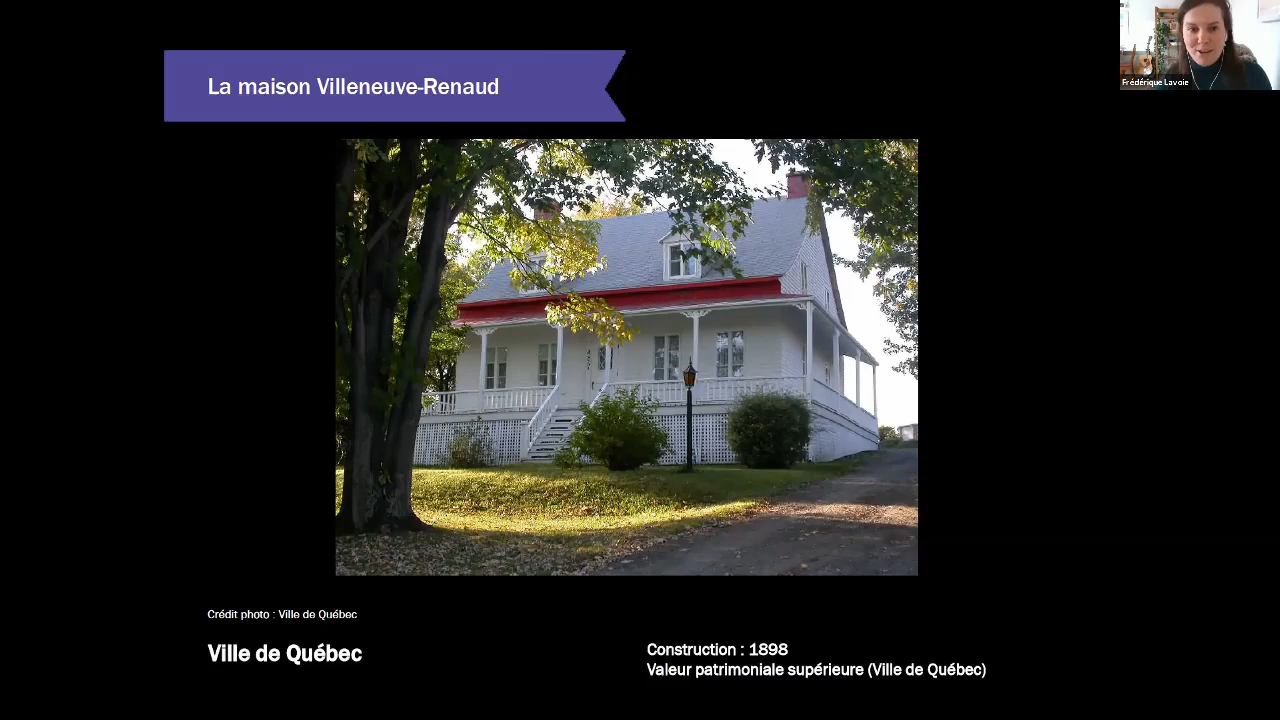 La maison Villeneuve-Renaud
Frédérique Lavoie
Crédit photo : Ville de Québec
Ville de Québec
Construction : 1898
Valeur patrimoniale supérieure (Ville de Québec)